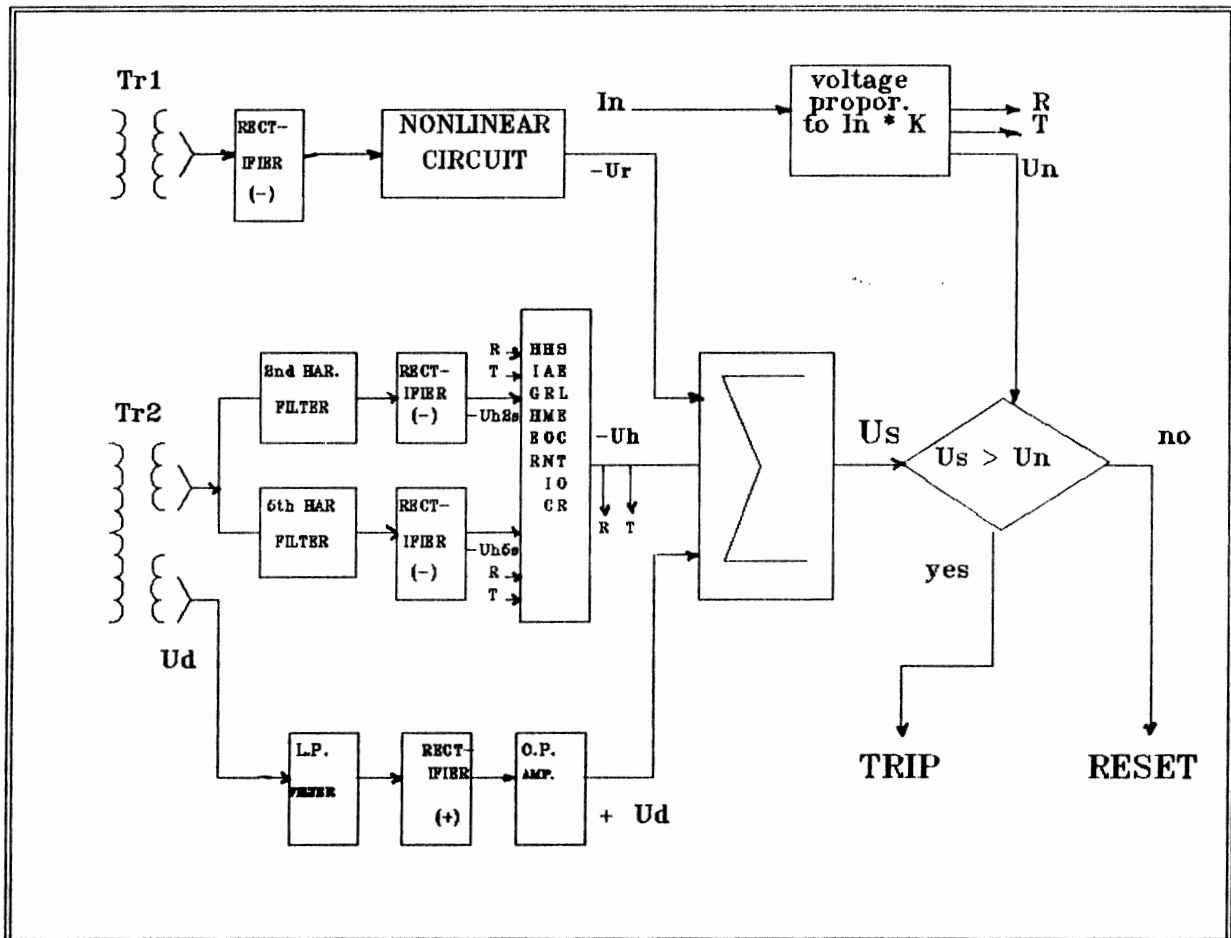 Tr1
RECT-
IFIER
(-)
NONLINEAR
CIRCUIT
-Ur
In
voltage
propor.
to In * K
R
T
Un
Tr2
2nd HAR.
FILTER
RECT-
IFIER
(-)
-Uh2s
5th HAR
FILTER
RECT-
IFIER
(-)
-Uh5s
R
T
R
T
HHS
IAE
GRL
HME
EOC
RNT
IO
CR
-Uh
R T
Us
Us > Un
no
yes
TRIP
RESET
Ud
L.P.
FILTER
RECT-
IFIER
(+)
O.P.
AMP.
+ Ud